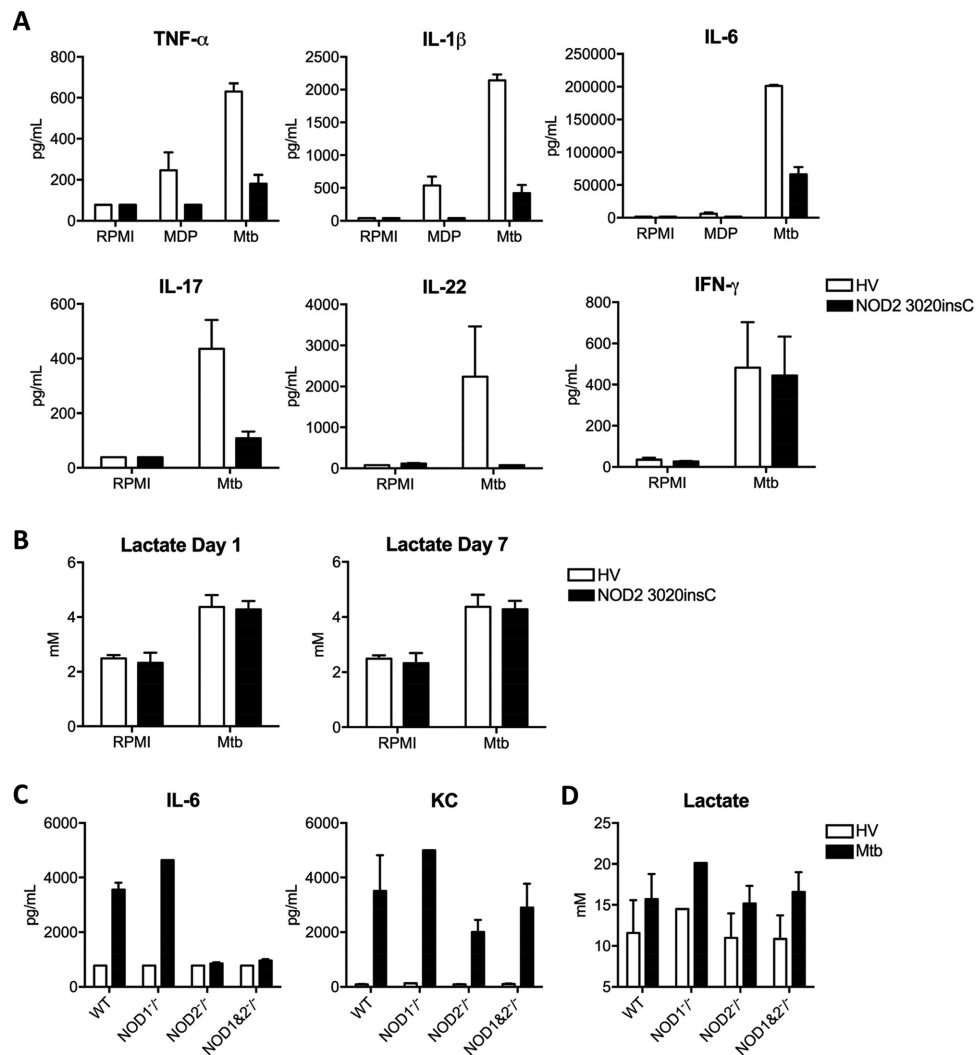 A
TNF-α
800
600
400
200
0
pg/mL
RPMI MDP Mtb
IL-1β
2500
2000
1500
1000
500
0
pg/mL
RPMI MDP Mtb
IL-6
250000
200000
150000
100000
50000
0
pg/mL
RPMI MDP Mtb
IL-17
600
400
200
0
pg/mL
RPMI Mtb
IL-22
4000
3000
2000
1000
0
pg/mL
RPMI Mtb
IFN-γ
800
600
400
200
0
pg/mL
RPMI Mtb
HV
NOD2 3020insC
B
Lactate Day 1
6
4
2
0
mM
RPMI Mtb
Lactate Day 7
6
4
2
0
mM
RPMI Mtb
HV
NOD2 3020insC
C
IL-6
6000
4000
2000
0
pg/mL
WT NOD1-/- NOD2-/- NOD1&2-/-
KC
6000
4000
2000
0
pg/mL
WT NOD1-/- NOD2-/- NOD1&2-/-
D
Lactate
25
20
15
10
5
mM
WT NOD1-/- NOD2-/- NOD1&2-/-
HV
Mtb